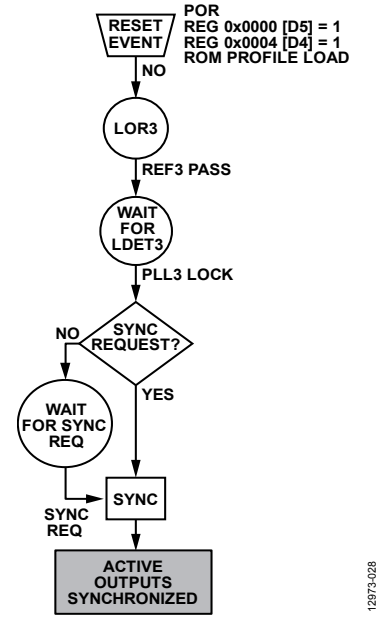 RESET
EVENT
POR
REG 0x0000 [D5] = 1
REG 0x0004 [D4] = 1
ROM PROFILE LOAD
NO
LOR3
REF3 PASS
WAIT
FOR
LDET3
PLL3 LOCK
SYNC
REQUEST?
NO
YES
WAIT
FOR SYNC
REQ
SYNC
REQ
SYNC
ACTIVE
OUTPUTS
SYNCHRONIZED
12973-028